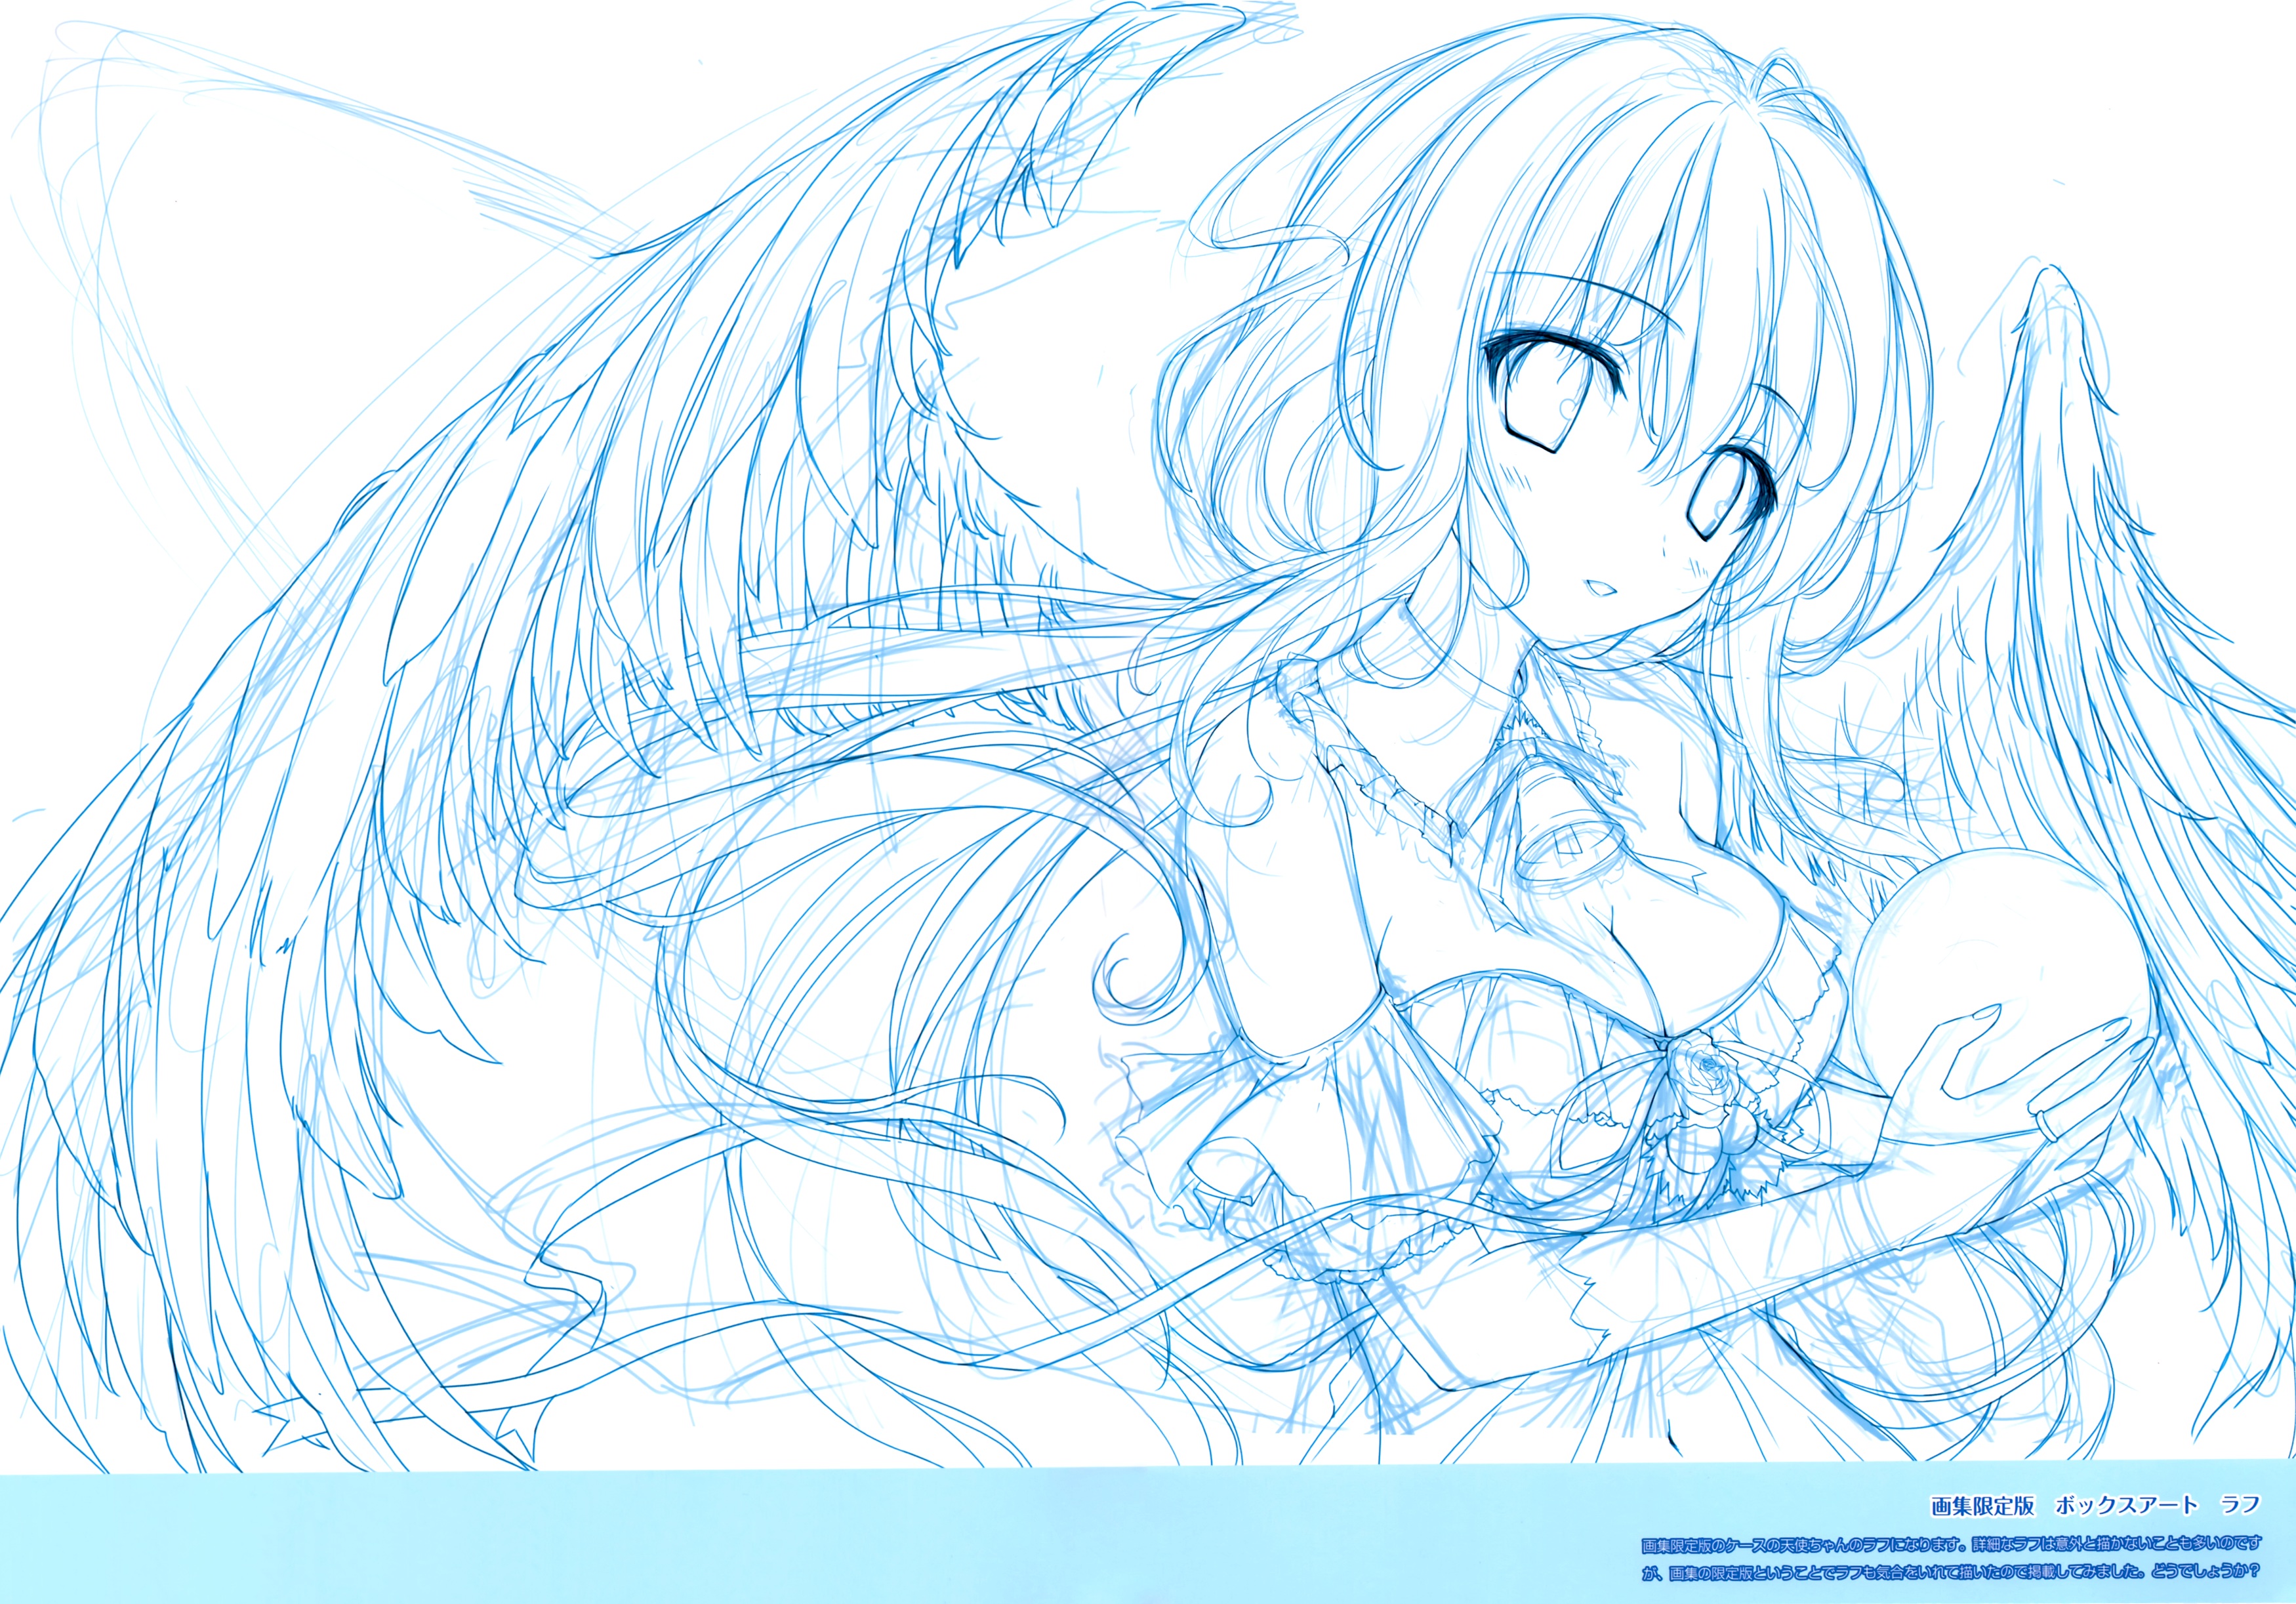 画集限定版　ボックスアート　ラフ
画集限定版のケースの天使ちゃんのラフになります。詳細なラフは意外と描かないことも多いのです
が、画集の限定版ということでラフも気合をいれて描いたので掲載してみました。どうでしょうか？